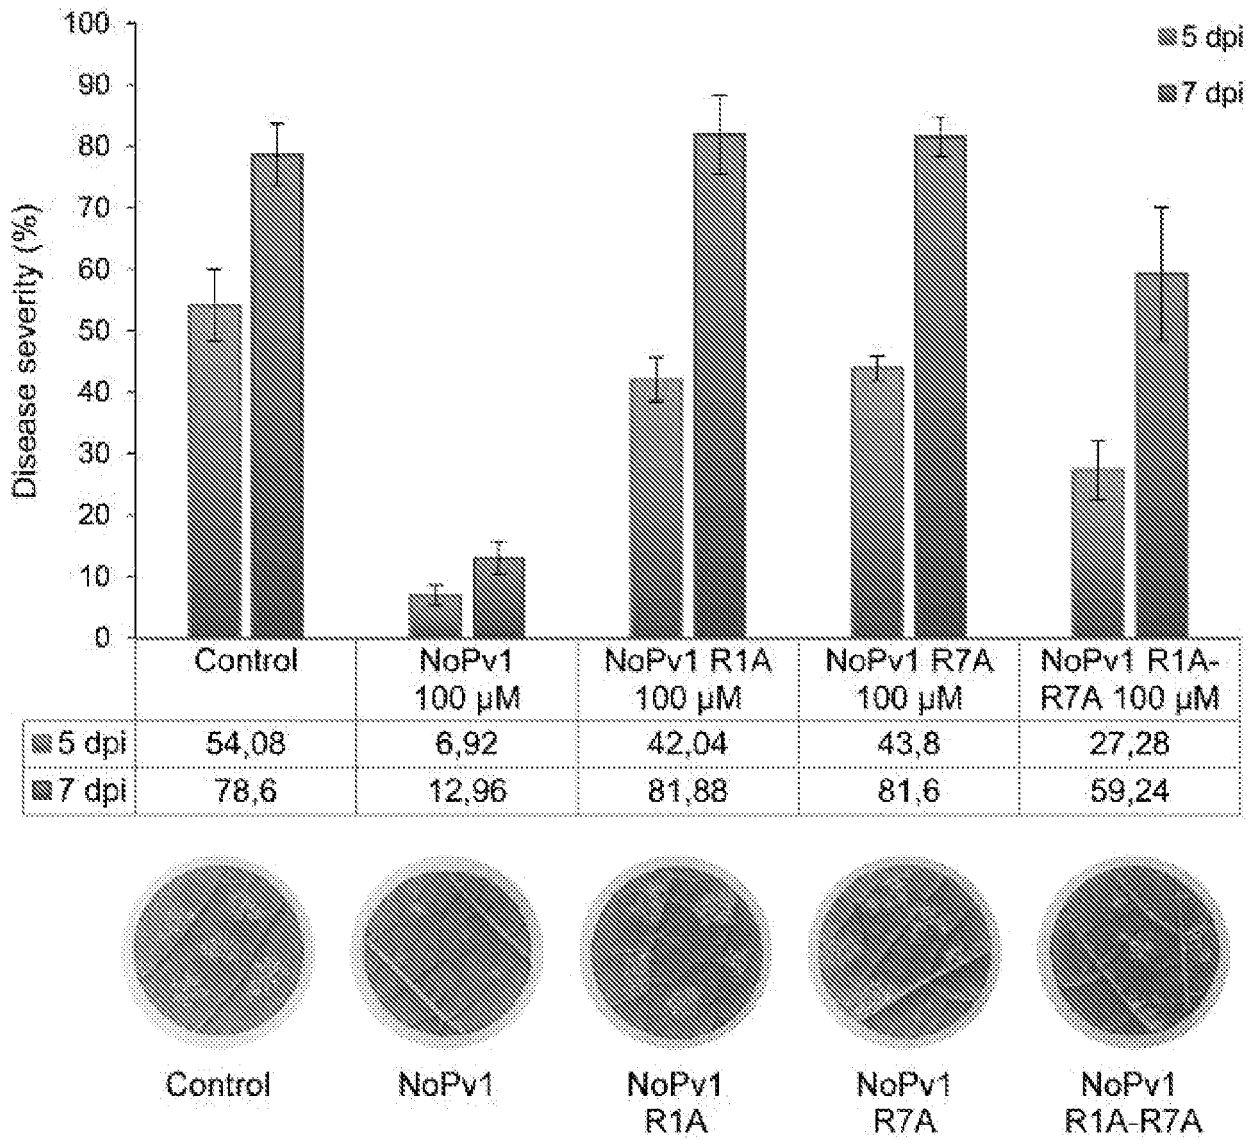 100
90
80
70
60
50
40
30
20
10
0
Disease severity (%)
5 dpi
7 dpi
Control NoPv1 NoPv1 R1A NoPv1 R7A NoPv1 R1A-
100 µM 100 µM 100 µM R7A 100 µM
5 dpi 54,08 6,92 42,04 43,8 27,28
7 dpi 78,6 12,96 81,88 81,6 59,24
Control NoPv1 NoPv1 NoPv1 NoPv1
R1A R7A R1A-R7A